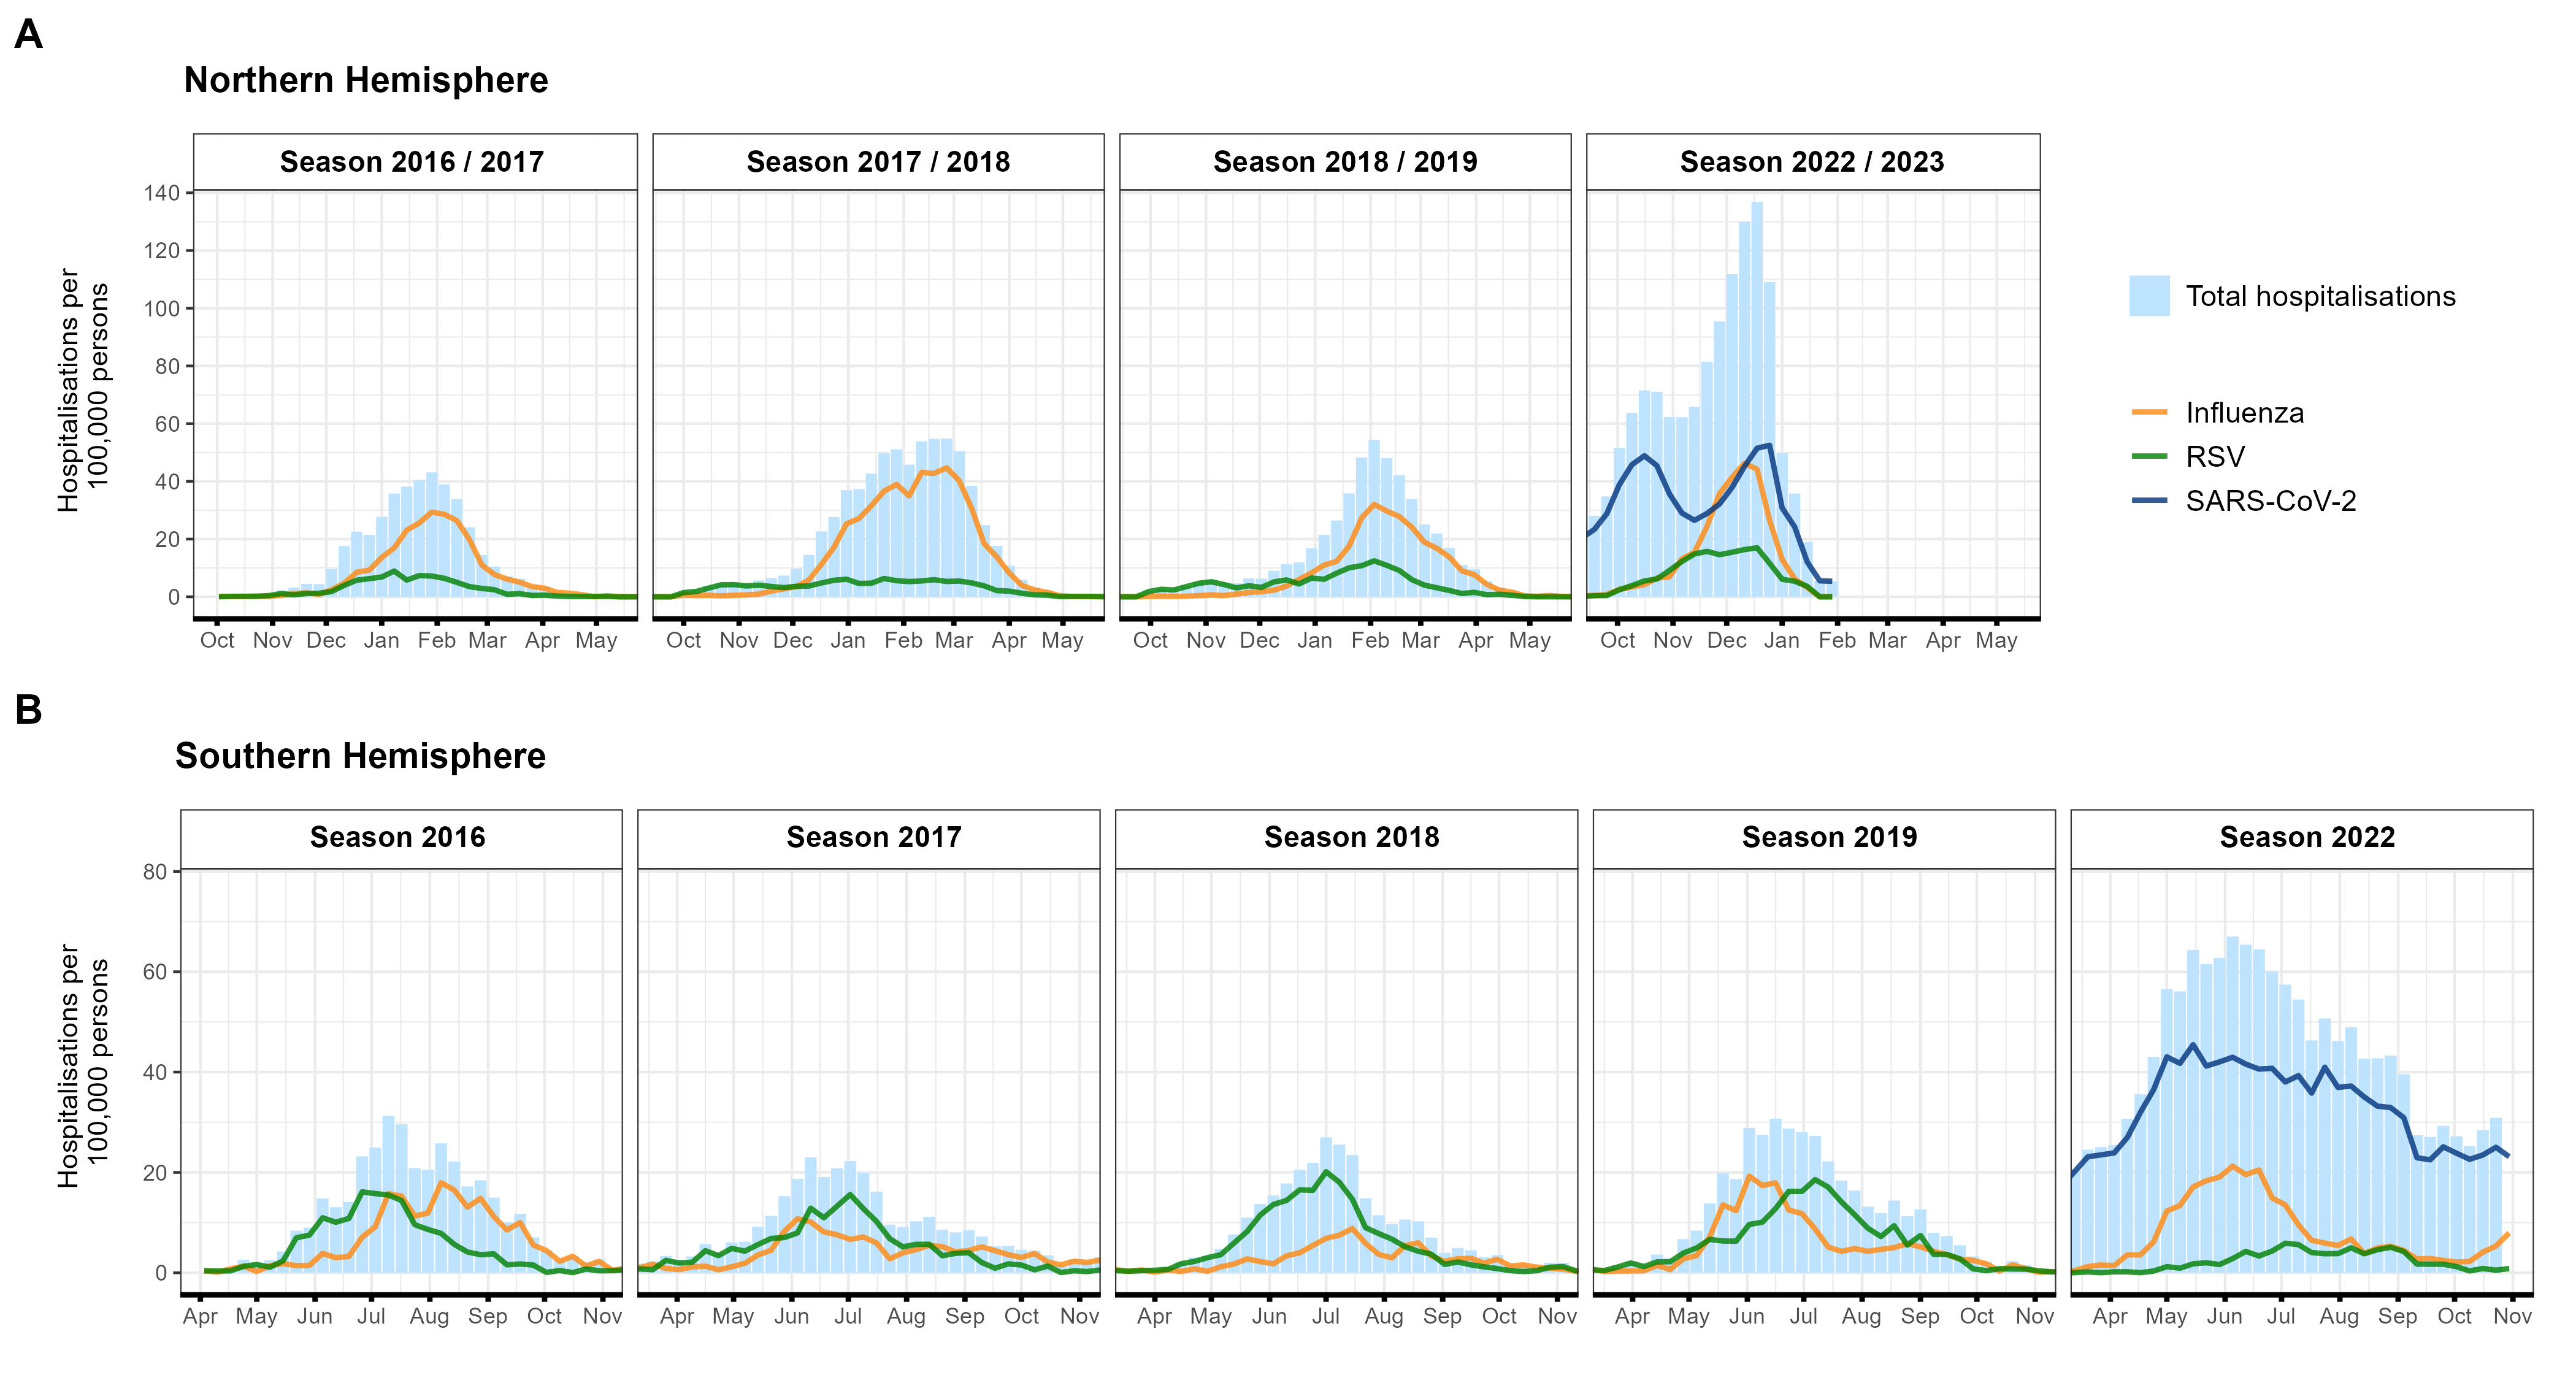 A
Northern Hemisphere
Season 2016 / 2017
Season 2017 / 2018
Season 2018 / 2019
Season 2022 / 2023
Hospitalisations per
100,000 persons
140
120
100
80
60
40
20
0
Oct Nov Dec Jan Feb Mar Apr May
Oct Nov Dec Jan Feb Mar Apr May
Oct Nov Dec Jan Feb Mar Apr May
Oct Nov Dec Jan Feb Mar Apr May
Total hospitalisations
Influenza
RSV
SARS-CoV-2
B
Southern Hemisphere
Season 2016
Season 2017
Season 2018
Season 2019
Season 2022
Hospitalisations per
100,000 persons
80
60
40
20
0
Apr May Jun Jul Aug Sep Oct Nov
Apr May Jun Jul Aug Sep Oct Nov
Apr May Jun Jul Aug Sep Oct Nov
Apr May Jun Jul Aug Sep Oct Nov
Apr May Jun Jul Aug Sep Oct Nov